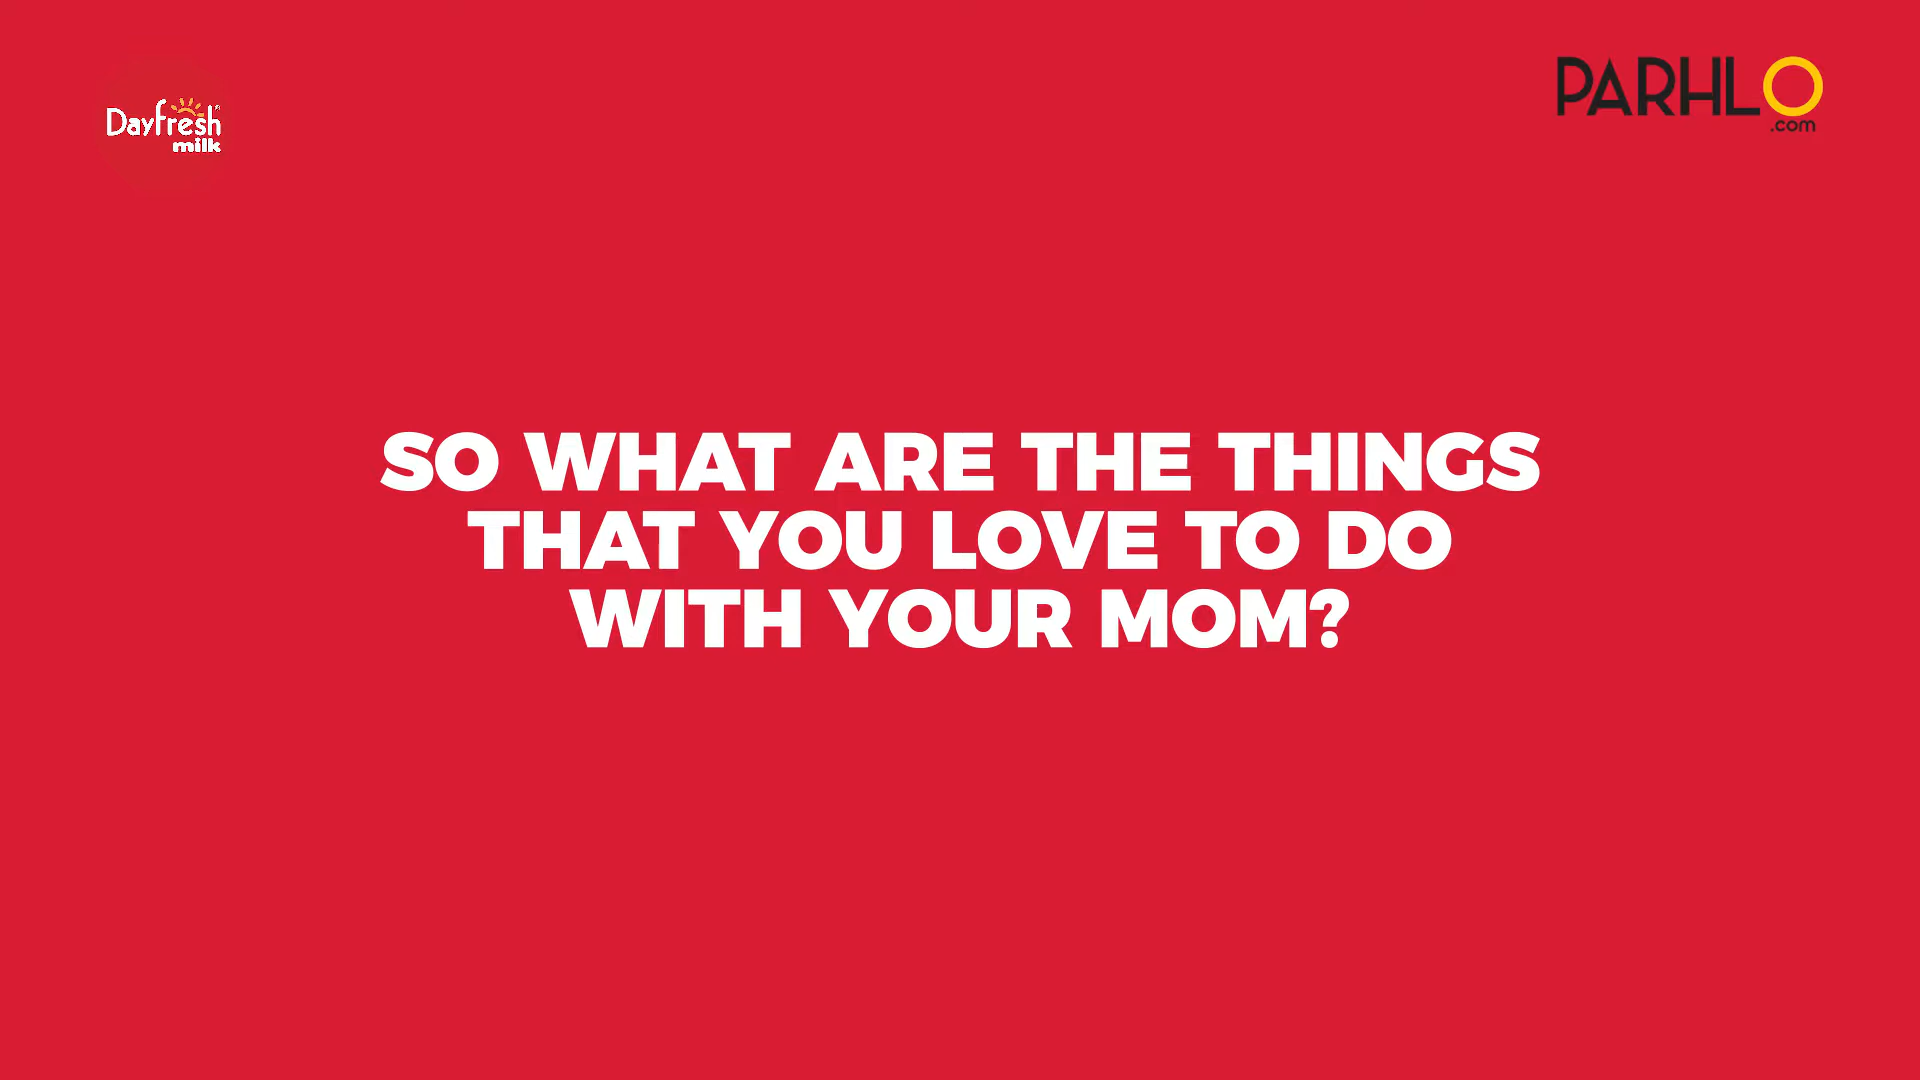 Dayfresh
milk
PARHLO
.com
SO WHAT ARE THE THINGS
THAT YOU LOVE TO DO
WITH YOUR MOM?